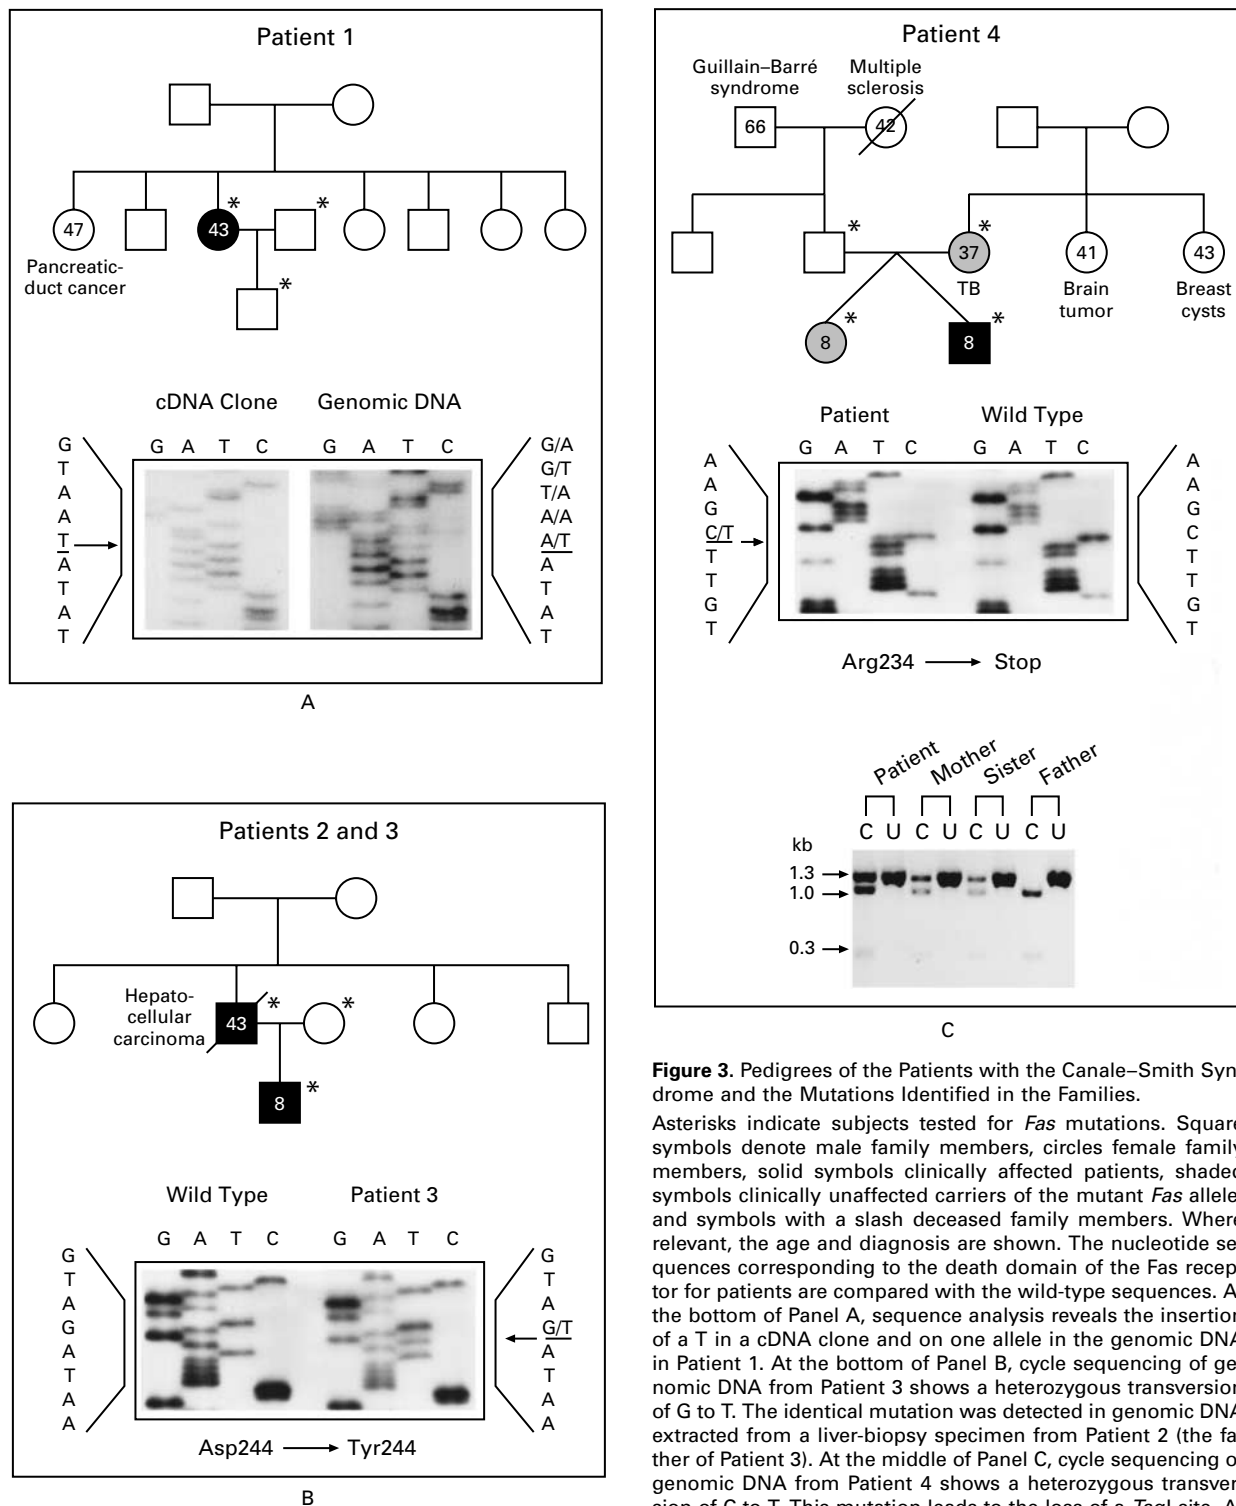 Patient 1
47
43
*
*
Pancreatic-
duct cancer
*
cDNA Clone
Genomic DNA
G A T C
G A T C
G
T
A
A
T
A
T
A
T
G/A
G/T
T/A
A/A
A/T
A
T
A
T
A
Patients 2 and 3
Hepato-
cellular
carcinoma
43
*
*
8
*
Wild Type
Patient 3
G A T C
G A T C
G
T
A
G
A
T
A
A
G
T
A
G/T
A
T
A
A
Asp244
Tyr244
B
Patient 4
Guillain–Barré
syndrome
Multiple
sclerosis
66
42
*
*
37
41
43
TB
Brain
tumor
Breast
cysts
*
*
8
8
Patient
Wild Type
G A T C
G A T C
A
A
G
C/T
T
T
G
T
A
A
G
C
T
T
G
T
Arg234
Stop
Patient Mother Sister Father
C U C U C U C U
kb
1.3
1.0
0.3
C
Figure 3. Pedigrees of the Patients with the Canale–Smith Syn
drome and the Mutations Identified in the Families.
Asterisks indicate subjects tested for Fas mutations. Square
symbols denote male family members, circles female family
members, solid symbols clinically affected patients, shaded
symbols clinically unaffected carriers of the mutant Fas allele
and symbols with a slash deceased family members. Where
relevant, the age and diagnosis are shown. The nucleotide se
quences corresponding to the death domain of the Fas recep
tor for patients are compared with the wild-type sequences. A
the bottom of Panel A, sequence analysis reveals the insertion
of a T in a cDNA clone and on one allele in the genomic DNA
in Patient 1. At the bottom of Panel B, cycle sequencing of ge
nomic DNA from Patient 3 shows a heterozygous transversion
of G to T. The identical mutation was detected in genomic DNA
extracted from a liver-biopsy specimen from Patient 2 (the fa
ther of Patient 3). At the middle of Panel C, cycle sequencing o
genomic DNA from Patient 4 shows a heterozygous transver